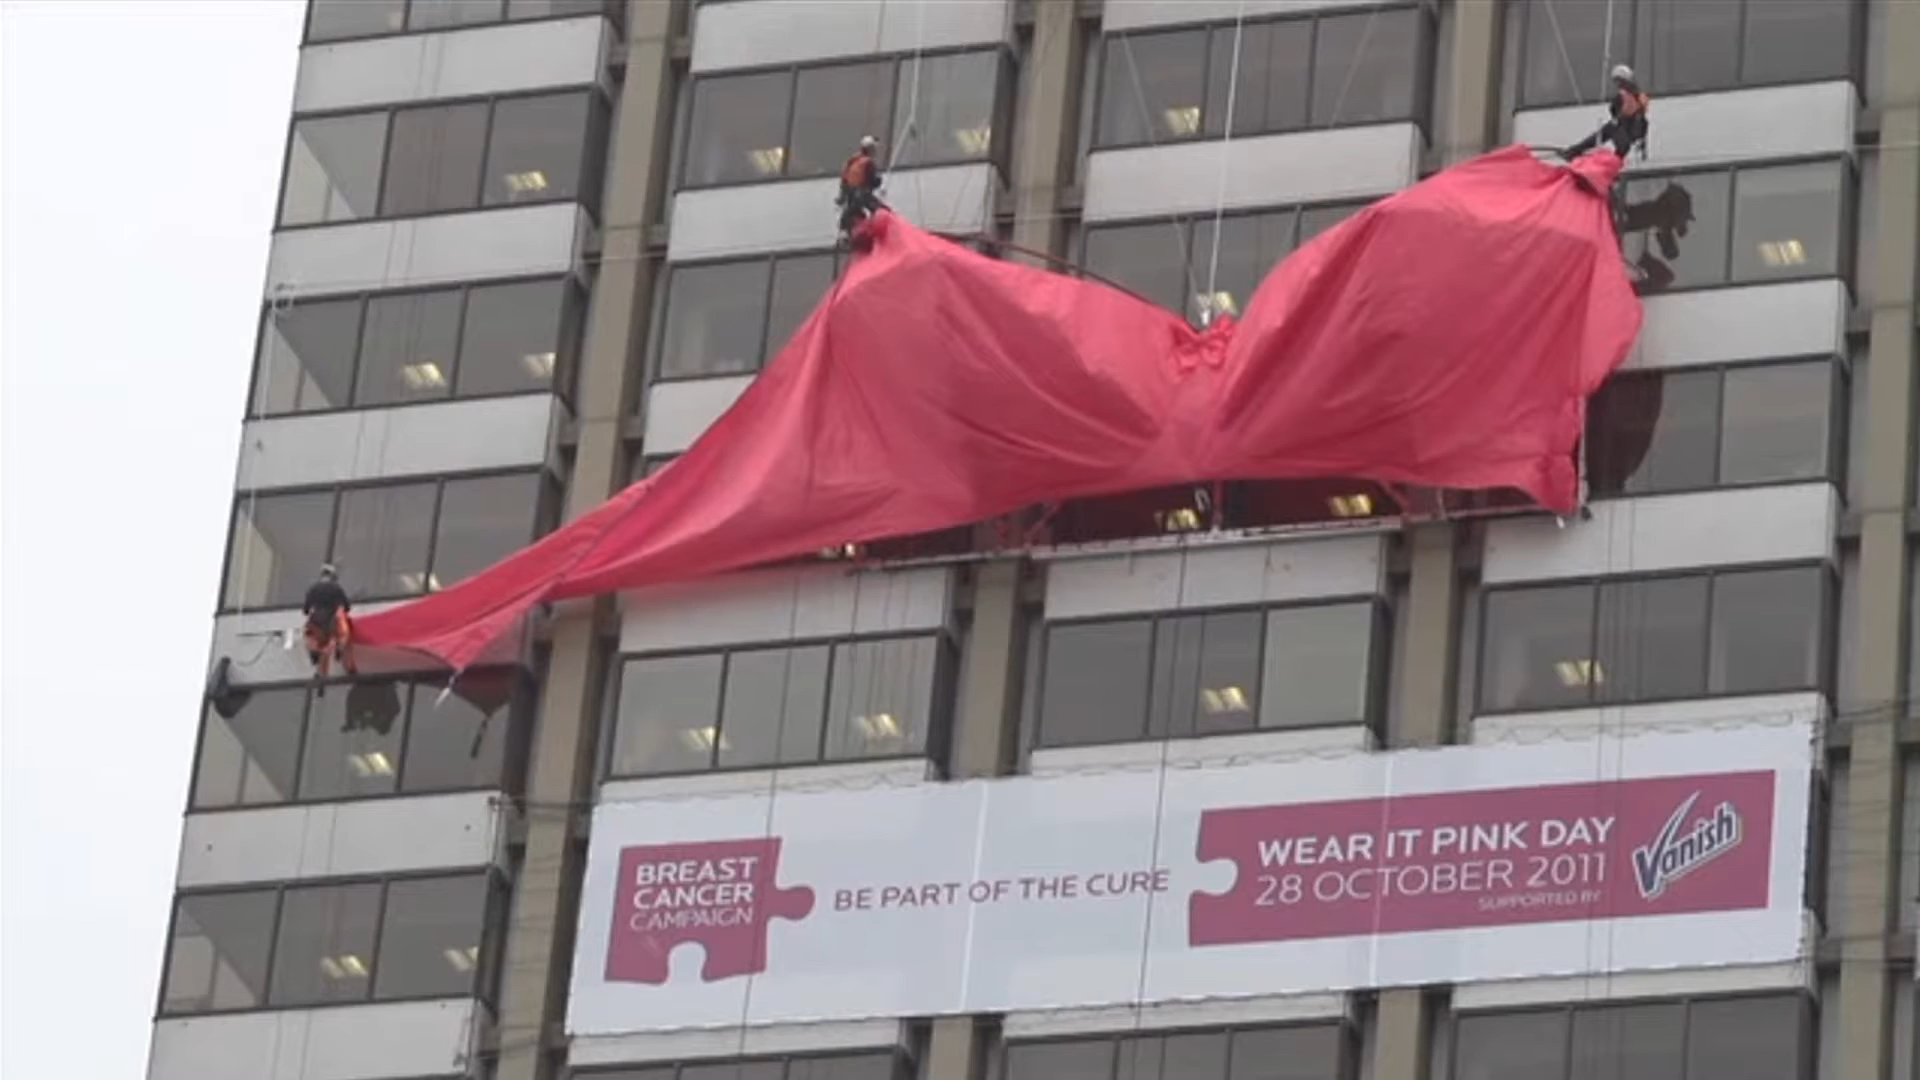 BREAST
CANCER
CAMPAIGN
BE PART OF THE CURE
WEAR IT PINK DAY
28 OCTOBER 2011
SUPPORTED BY
Vanish